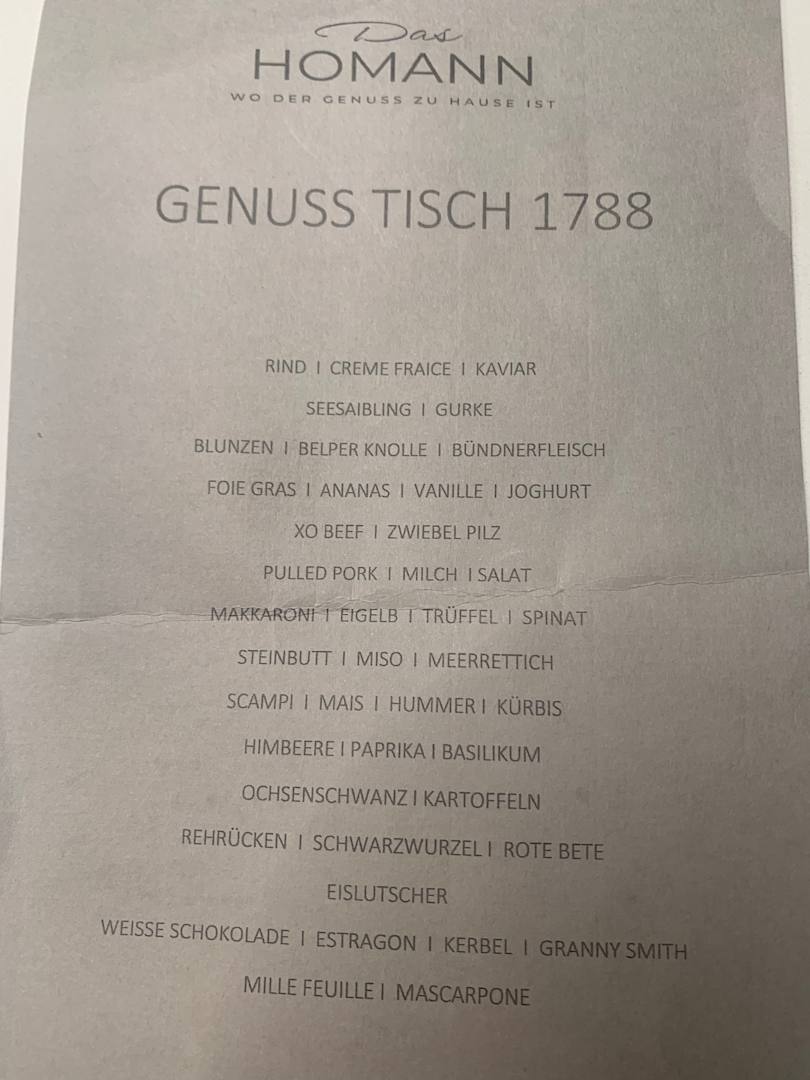 Das
HOMANN
WO DER GENUSS ZU HAUSE IST
GENUSS TISCH 1788
RIND I CREME FRAICE I KAVIAR
SEESAIBLING I GURKE
BLUNZEN I BELPER KNOLLE I BÜNDNERFLEISCH
FOIE GRAS I ANANAS I VANILLE I JOGHURT
XO BEEF I ZWIEBEL PILZ
PULLED PORK I MILCH I SALAT
MAKKARONI I EIGELB I TRÜFFEL I SPINAT
STEINBUTT I MISO I MEERRETTICH
SCAMPI I MAIS I HUMMER I KÜRBIS
HIMBEERE I PAPRIKA I BASILIKUM
OCHSENSCHWANZ I KARTOFFELN
REHRÜCKEN I SCHWARZWURZEL I ROTE BETE
EISLUTSCHER
WEISSE SCHOKOLADE I ESTRAGON I KERBEL I GRANNY SMITH
MILLE FEUILLE I MASCARPONE